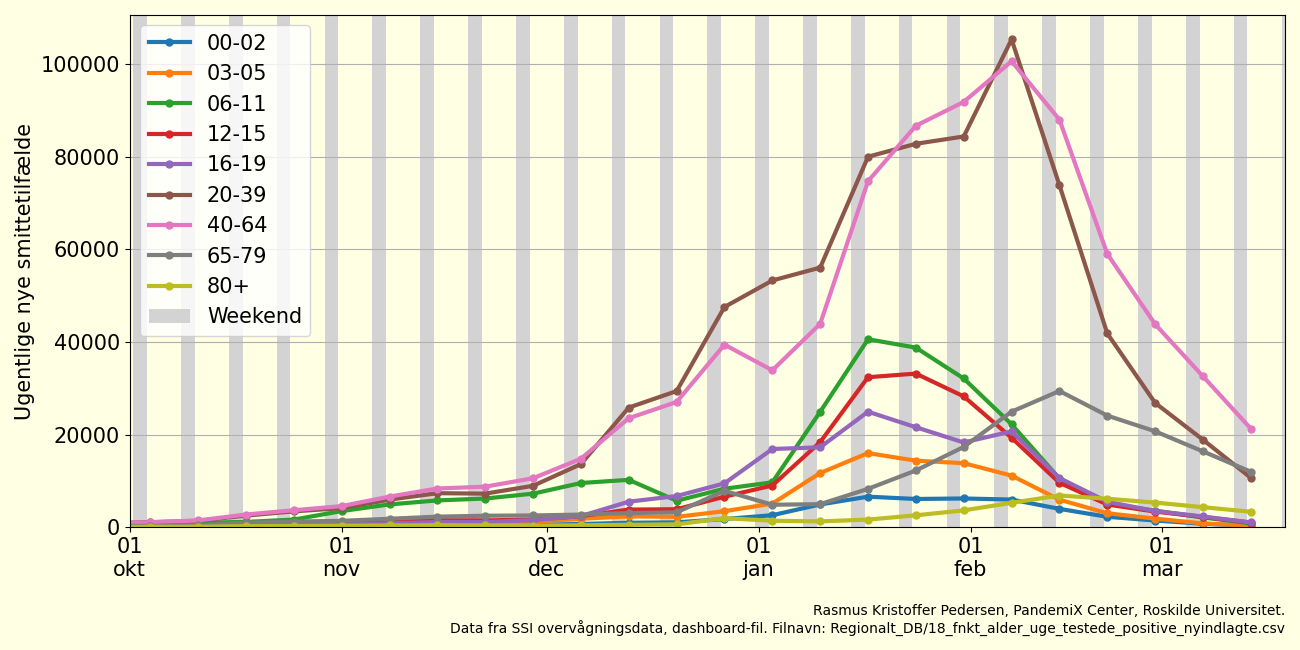 Ugentlige nye smittetilfælde
100000
80000
60000
40000
20000
0
00-02
03-05
06-11
12-15
16-19
20-39
40-64
65-79
80+
Weekend
01 01 01 01 01 01
okt nov dec jan feb mar
Rasmus Kristoffer Pedersen, PandemiX Center, Roskilde Universitet.
Data fra SSI overvågningsdata, dashboard-fil. Filnavn: Regionalt_DB/18_fnkt_alder_uge_testede_positive_nyindlagte.csv